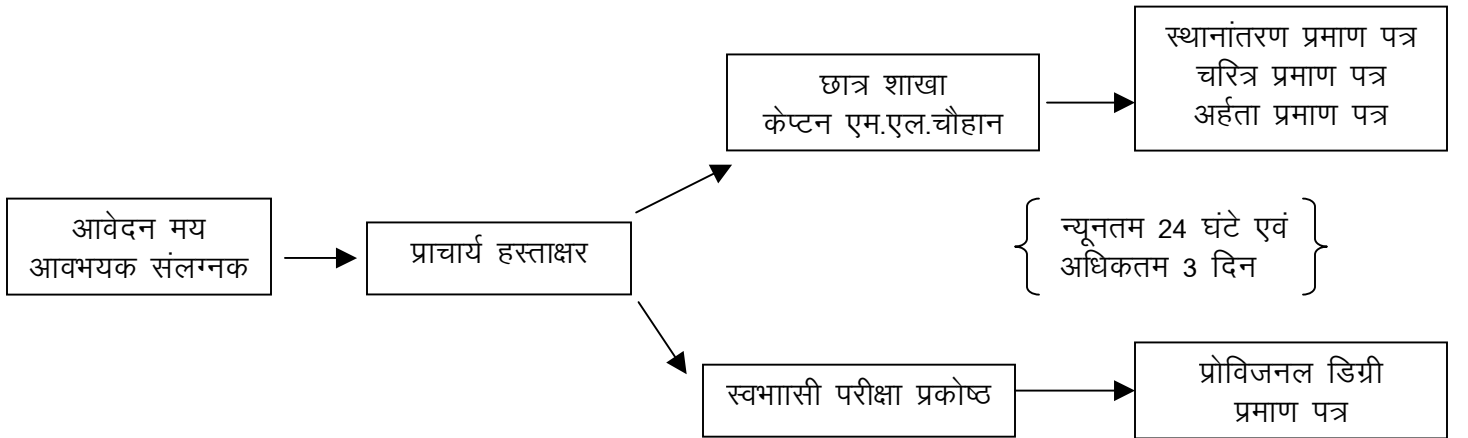 स्थानांतरण प्रमाण पत्र
चरित्र प्रमाण पत्र
अर्हता प्रमाण पत्र
छात्र शाखा
केप्टन एम.एल.चौहान
आवेदन मय
आवभयक संलग्नक
प्राचार्य हस्ताक्षर
न्यूनतम 24 घंटे एवं
अधिकतम 3 दिन
स्वभाासी परीक्षा प्रकोष्ठ
प्रोविजनल डिग्री
प्रमाण पत्र